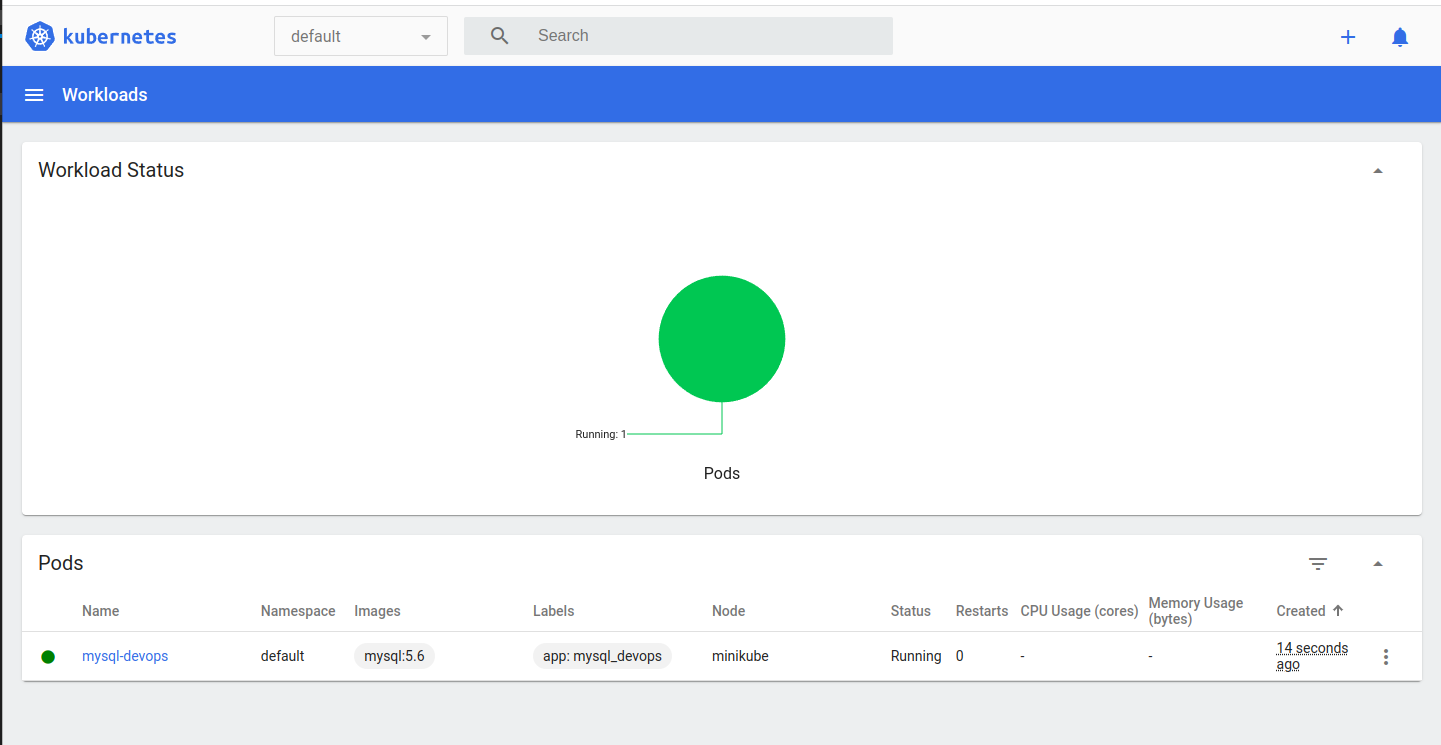 kubernetes
default
Search
Workloads
Workload Status
Running: 1
Pods
Pods
Name Namespace Images Labels Node Status Restarts CPU Usage (cores) Memory Usage (bytes) Created
mysql-devops default mysql:5.6 app: mysql_devops minikube Running 0 - - 14 seconds ago